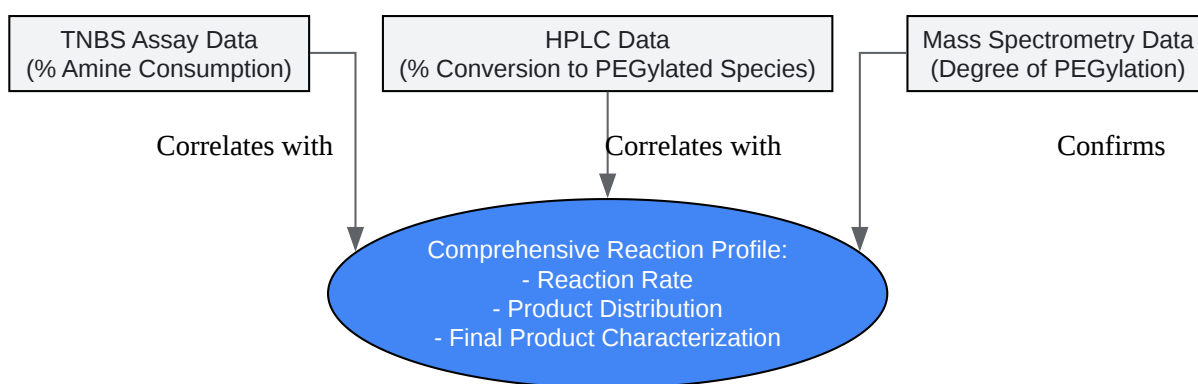 TNBS Assay Data
(% Amine Consumption)
HPLC Data
(% Conversion to PEGylated Species)
Mass Spectrometry Data
(Degree of PEGylation)
Correlates with
Correlates with
Confirms
Comprehensive Reaction Profile:
- Reaction Rate
- Product Distribution
- Final Product Characterization